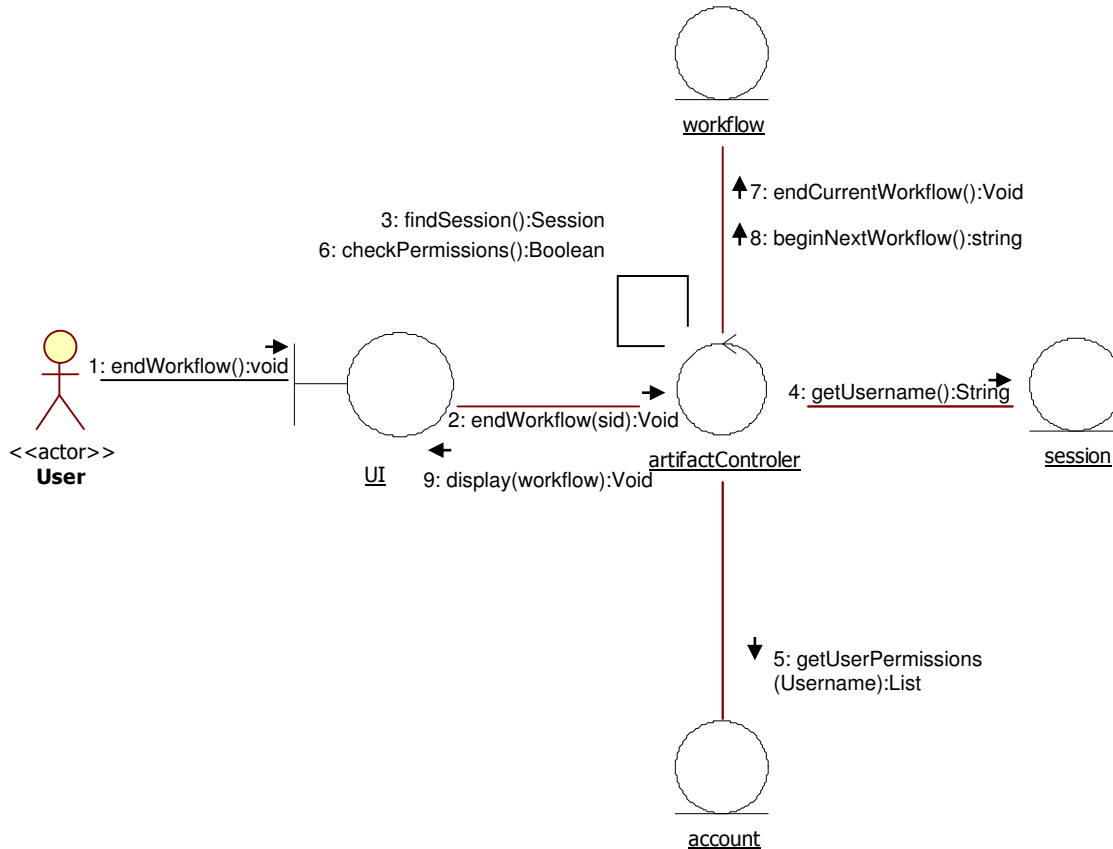 workflow
7: endCurrentWorkflow():Void
3: findSession():Session
8: beginNextWorkflow():string
6: checkPermissions():Boolean
1: endWorkflow():void
4: getUsername():String
2: endWorkflow(sid):Void
<<actor>>
User
UI
9: display(workflow):Void
artifactControler
session
5: getUserPermissions
(Username):List
account